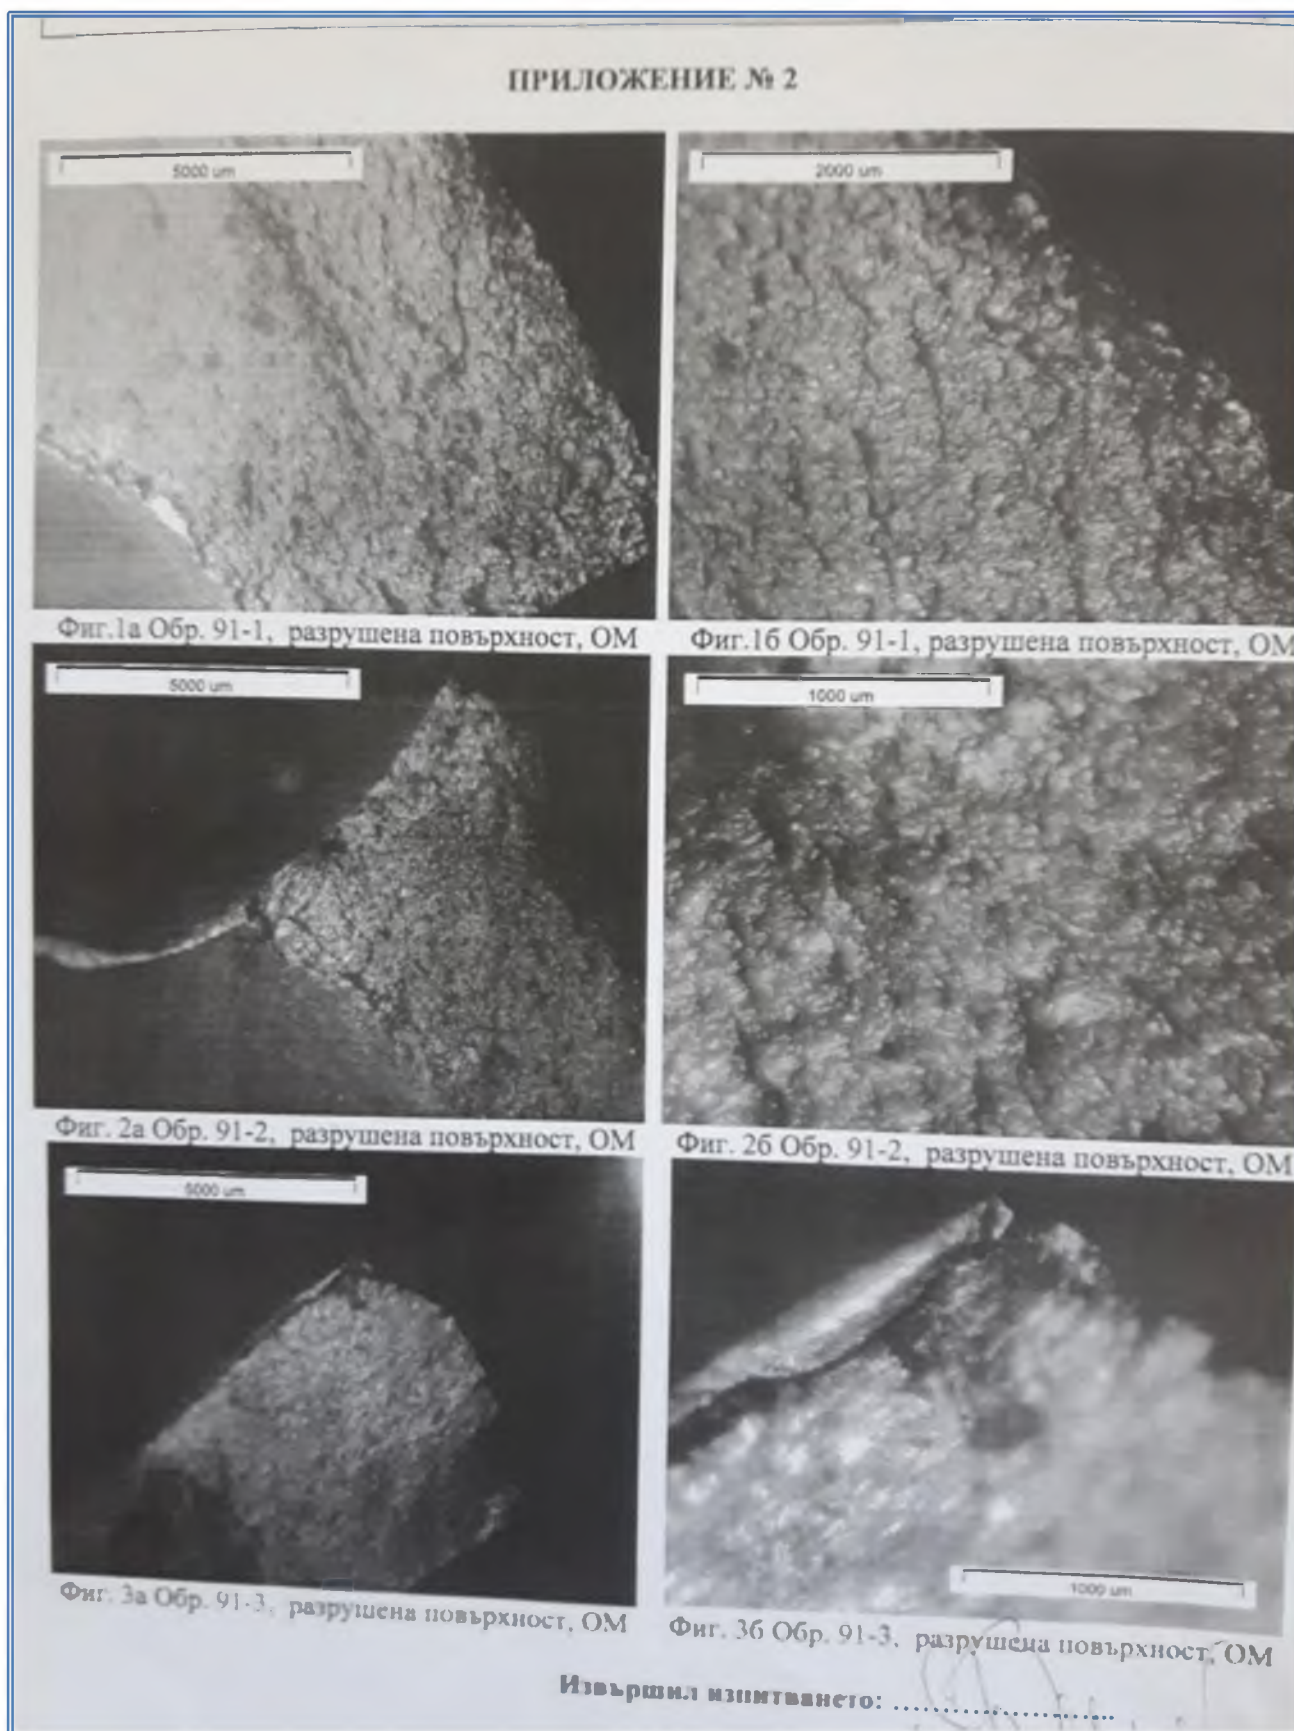 ПРИЛОЖЕНИЕ № 2
5000 um
2000 um
Фиг.1а Обр. 91-1, разрушена повърхност, ОМ
Фиг.1б Обр. 91-1, разрушена повърхност, ОМ
5000 um
1000 um
Фиг. 2а Обр. 91-2, разрушена повърхност, ОМ
Фиг. 2б Обр. 91-2, разрушена повърхност, ОМ
5000 um
Фиг. 3а Обр. 91-3, разрушена повърхност, ОМ
1000 um
Фиг. 3б Обр. 91-3, разрушена повърхност, ОМ
Извършил изпитването: ........................